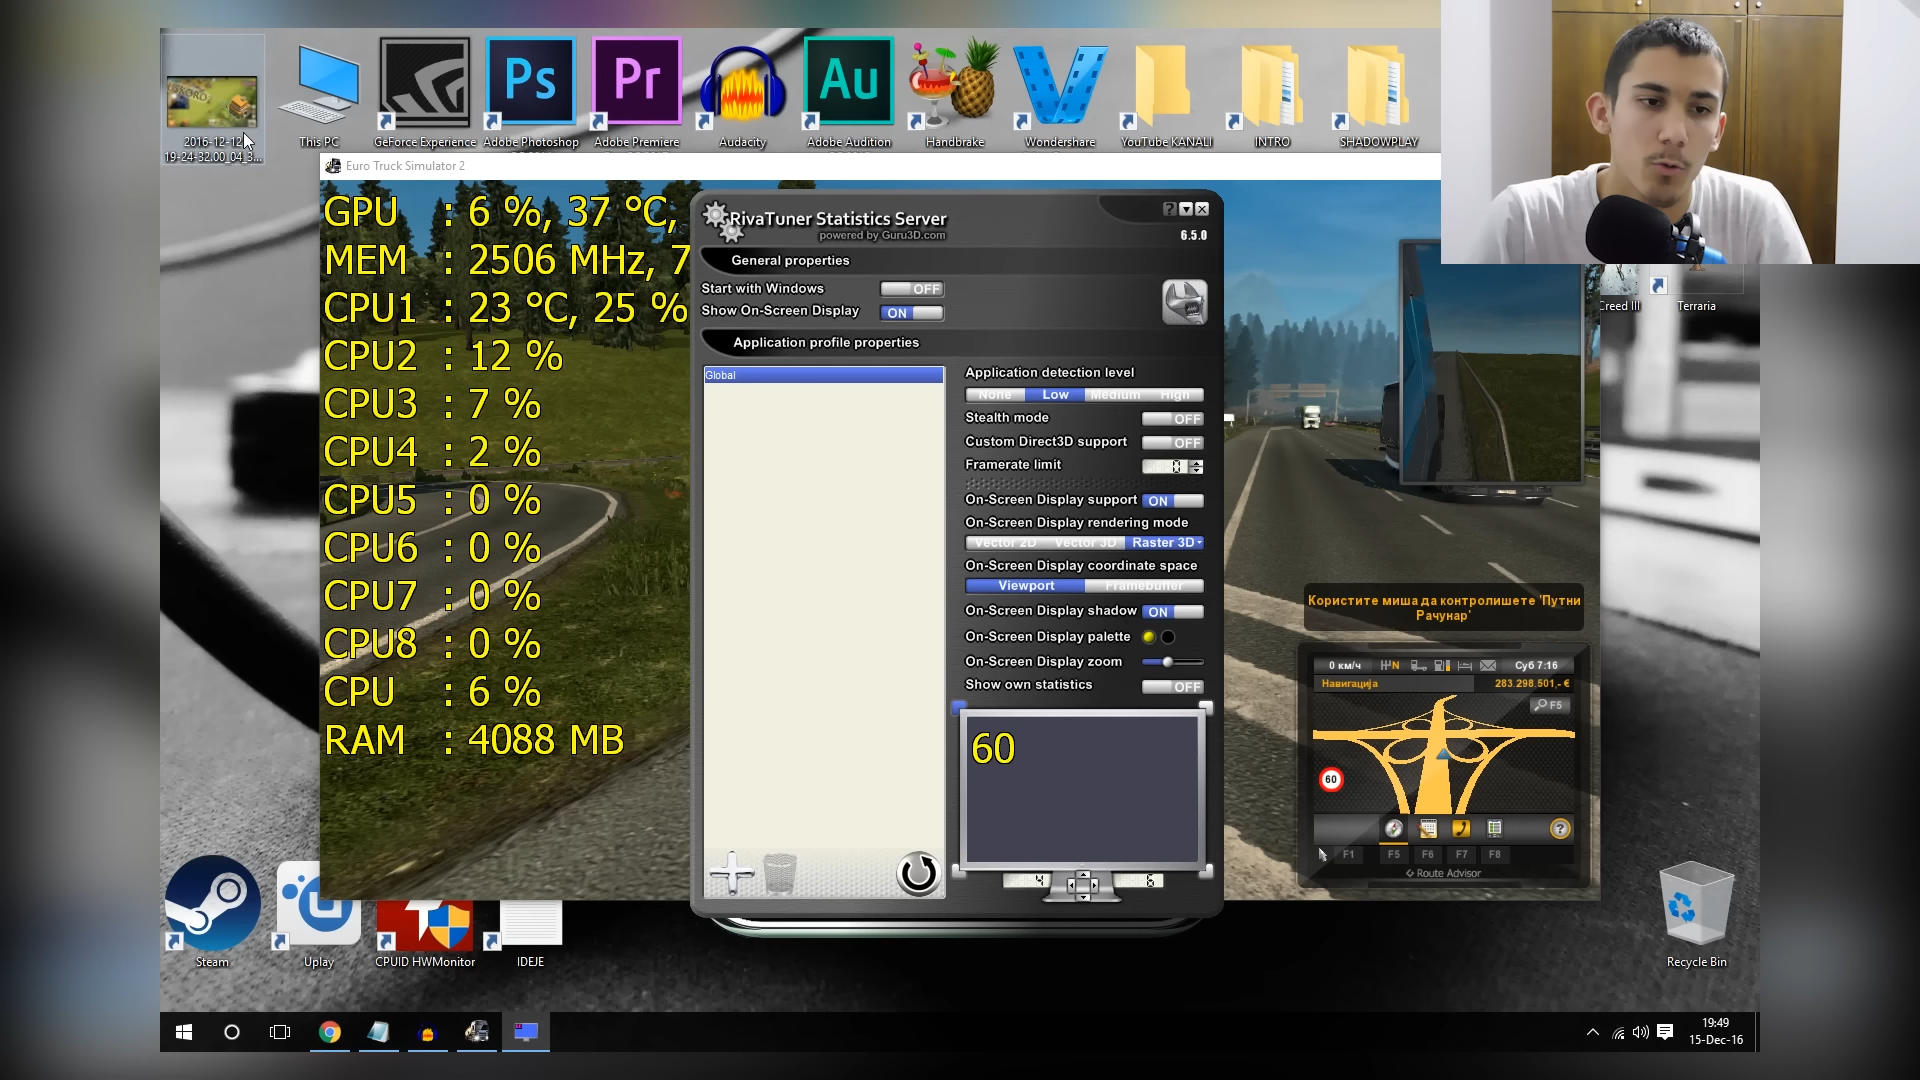 2016-12-12
19-24-32.00_04_3...
This PC
GeForce Experience
Adobe Photoshop
Adobe Premiere
Audacity
Adobe Audition
Handbrake
Wondershare
YouTube KANALI
INTRO
SHADOWPLAY
Ps
Pr
Au
Euro Truck Simulator 2
Creed III
Terraria
GPU : 6 %, 37 °C,
MEM : 2506 MHz, 7
CPU1 : 23 °C, 25 %
CPU2 : 12 %
CPU3 : 7 %
CPU4 : 2 %
CPU5 : 0 %
CPU6 : 0 %
CPU7 : 0 %
CPU8 : 0 %
CPU : 6 %
RAM : 4088 MB
RivaTuner Statistics Server
powered by Guru3D.com
6.5.0
General properties
Start with Windows OFF
Show On-Screen Display ON
Application profile properties
Global
Application detection level
None Low Medium High
Stealth mode OFF
Custom Direct3D support OFF
Framerate limit 0
On-Screen Display support ON
On-Screen Display rendering mode
Vector 2D Vector 3D Raster 3D
On-Screen Display coordinate space
Viewport Framebuffer
On-Screen Display shadow ON
On-Screen Display palette
On-Screen Display zoom
Show own statistics OFF
60
4 6
Користите миша да контролишете 'Путни
Рачунар'
0 км/ч N Суб 7:16
Навигација 283.298.501,- €
F5
60
F1 F5 F6 F7 F8
Route Advisor
Steam
Uplay
CPUID HWMonitor
IDEJE
Recycle Bin
19:49
15-Dec-16